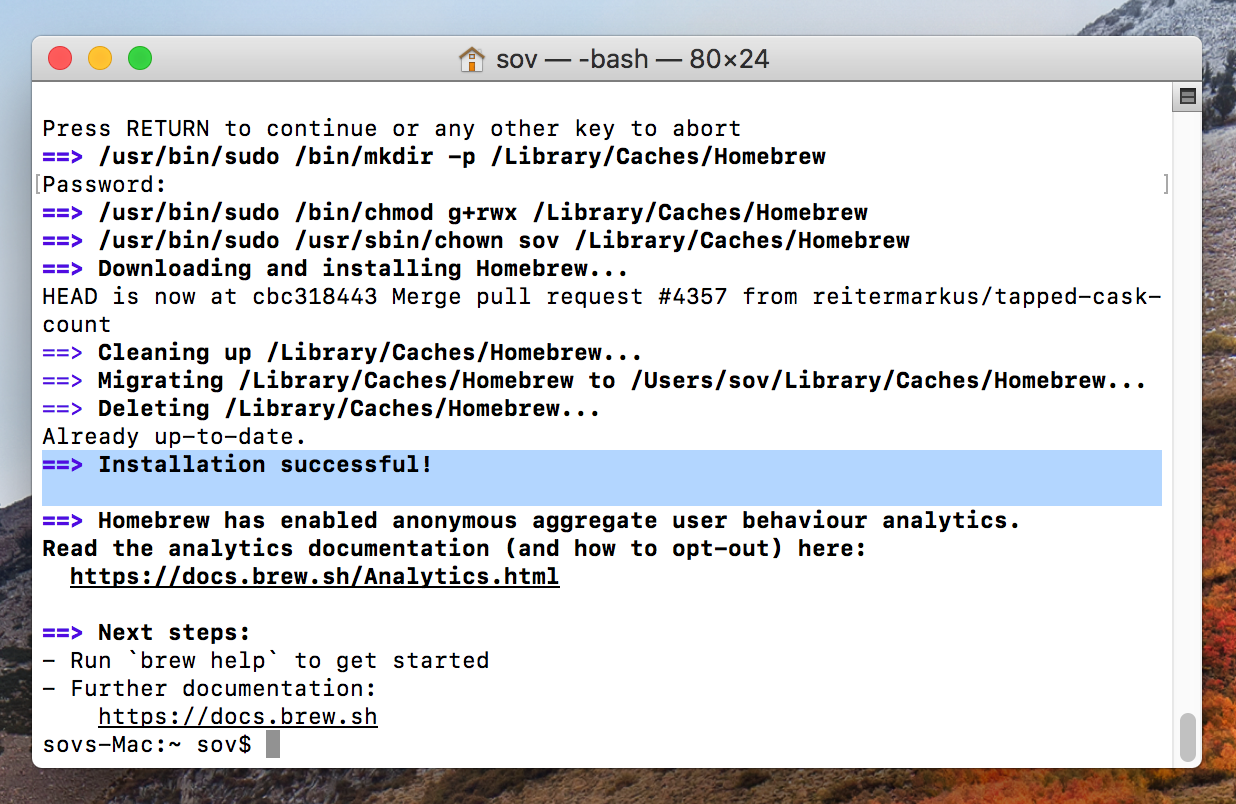 sov — -bash — 80×24
Press RETURN to continue or any other key to abort
==> /usr/bin/sudo /bin/mkdir -p /Library/Caches/Homebrew
[Password: ]
==> /usr/bin/sudo /bin/chmod g+rwx /Library/Caches/Homebrew
==> /usr/bin/sudo /usr/sbin/chown sov /Library/Caches/Homebrew
==> Downloading and installing Homebrew...
HEAD is now at cbc318443 Merge pull request #4357 from reitermarkus/tapped-cask-
count
==> Cleaning up /Library/Caches/Homebrew...
==> Migrating /Library/Caches/Homebrew to /Users/sov/Library/Caches/Homebrew...
==> Deleting /Library/Caches/Homebrew...
Already up-to-date.
==> Installation successful!
==> Homebrew has enabled anonymous aggregate user behaviour analytics.
Read the analytics documentation (and how to opt-out) here:
https://docs.brew.sh/Analytics.html
==> Next steps:
- Run `brew help` to get started
- Further documentation:
https://docs.brew.sh
sovs-Mac:~ sov$